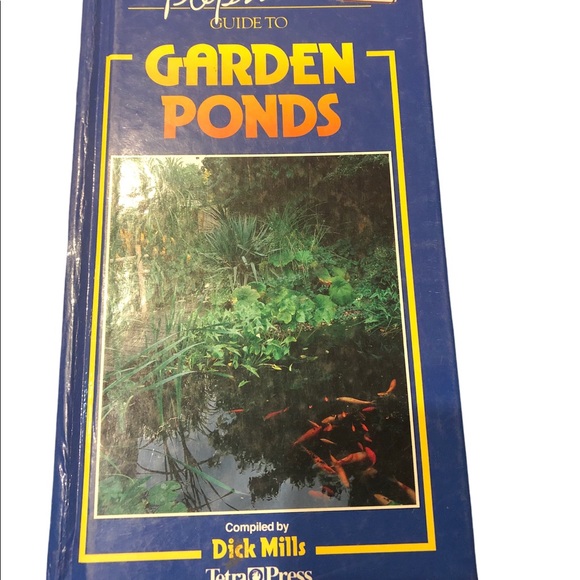 GUIDE TO
GARDEN
PONDS
Compiled by
Dick Mills
Tetra Press